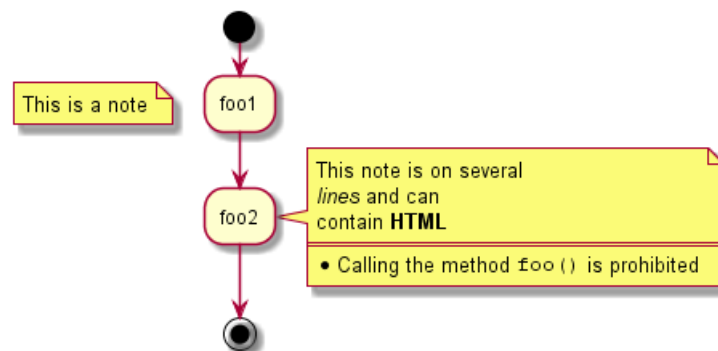 foo1
This is a note
This note is on several
lines and can
foo2
contain HTML
• Calling the method foo() is prohibited